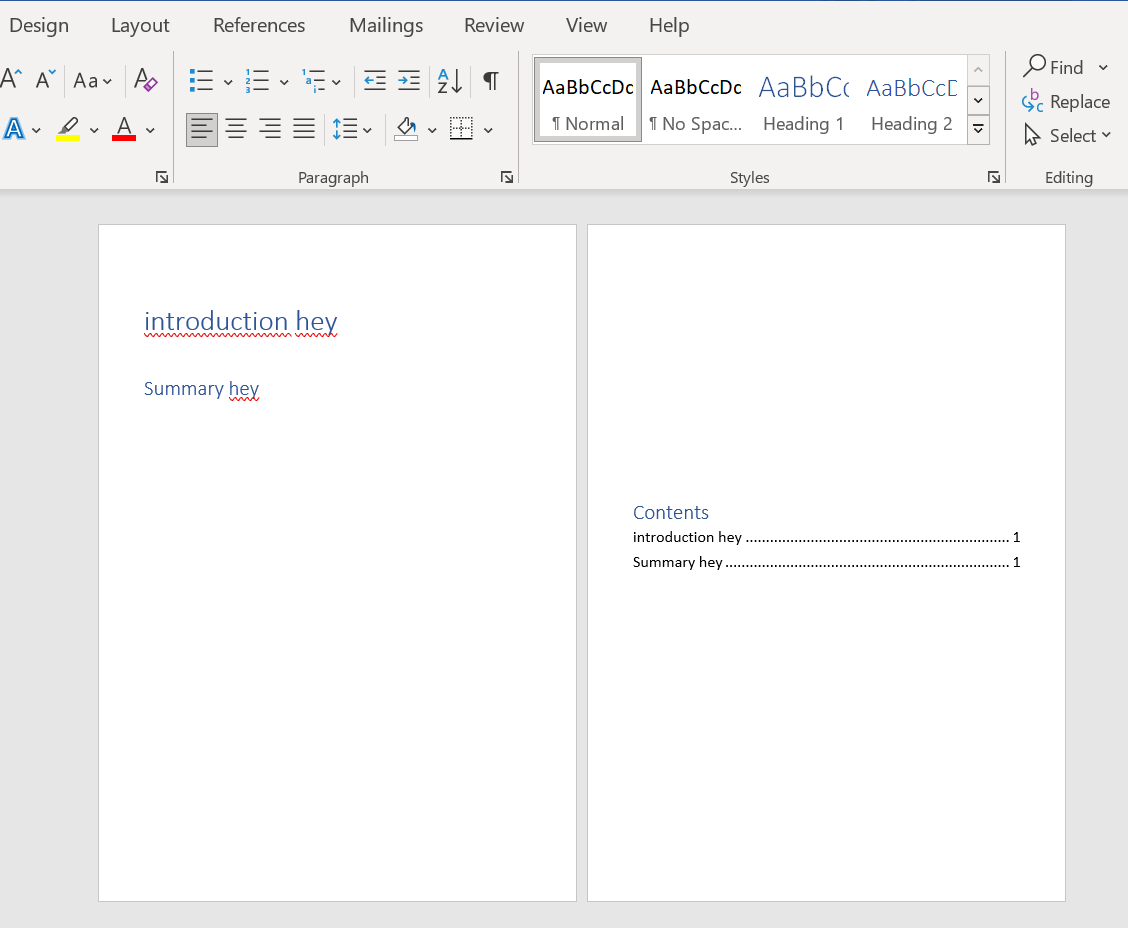 Design Layout References Mailings Review View Help
A A Aa A
A A
AaBbCcDc AaBbCcDc AaBbCc AaBbCcD
¶ Normal ¶ No Spac... Heading 1 Heading 2
Find
Replace
Select
Paragraph Styles Editing
introduction hey
Summary hey
Contents
introduction hey ................................................................ 1
Summary hey ..................................................................... 1